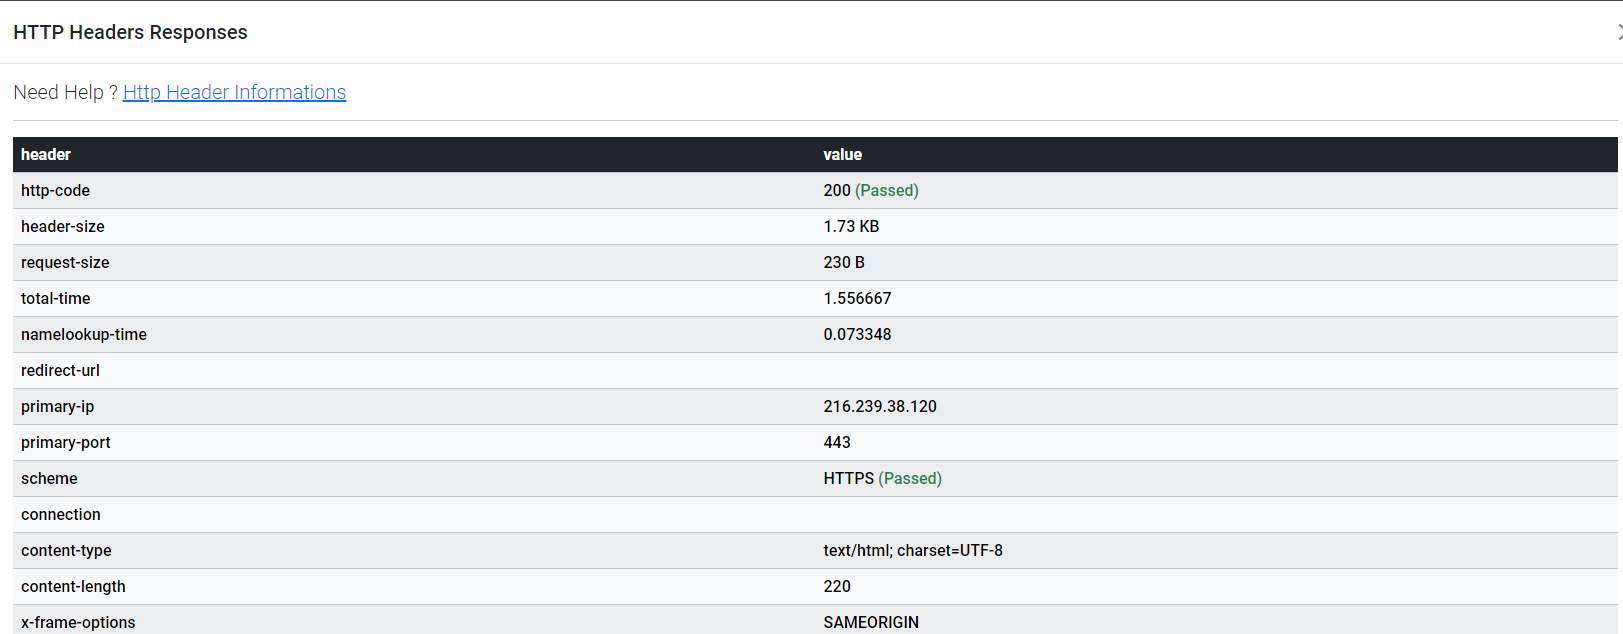 HTTP Headers Responses
Need Help ? Http Header Informations
header value
http-code 200 (Passed)
header-size 1.73 KB
request-size 230 B
total-time 1.556667
namelookup-time 0.073348
redirect-url
primary-ip 216.239.38.120
primary-port 443
scheme HTTPS (Passed)
connection
content-type text/html; charset=UTF-8
content-length 220
x-frame-options SAMEORIGIN